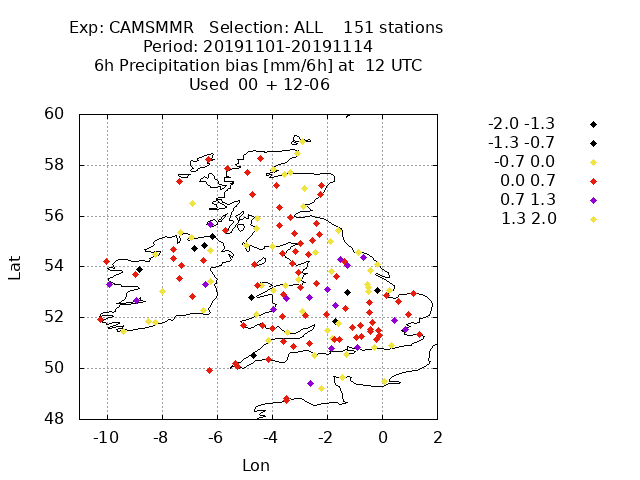 Exp: CAMSMMR Selection: ALL 151 stations
Period: 20191101-20191114
6h Precipitation bias [mm/6h] at 12 UTC
Used 00 + 12-06
60
58
56
54
52
50
48
Lat
-10 -8 -6 -4 -2 0 2
Lon
-2.0 -1.3
-1.3 -0.7
-0.7 0.0
0.0 0.7
0.7 1.3
1.3 2.0